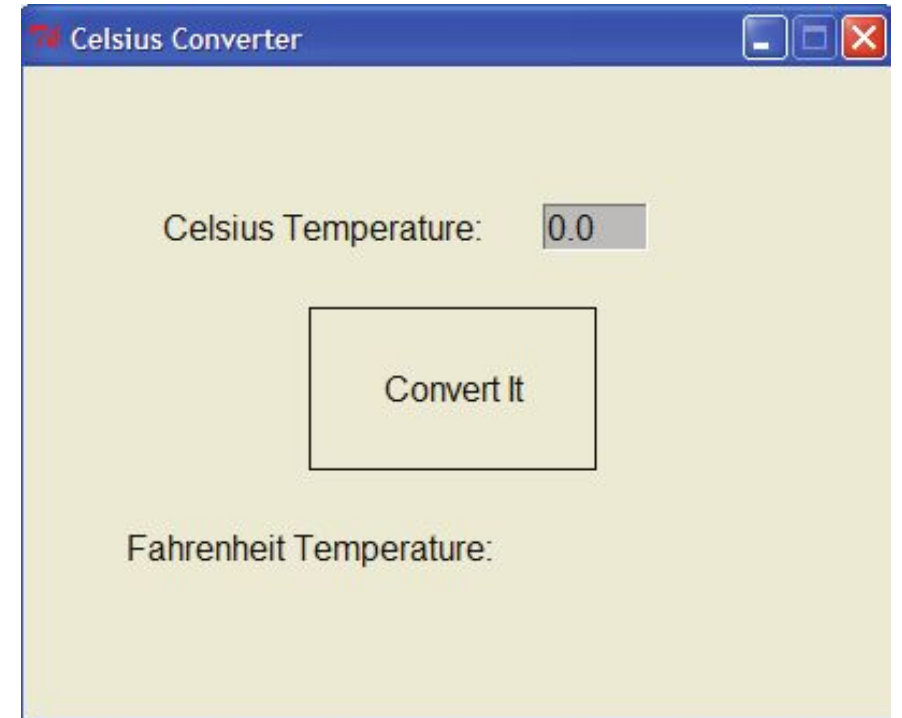 Celsius Converter
Celsius Temperature: 0.0
Convert It
Fahrenheit Temperature: